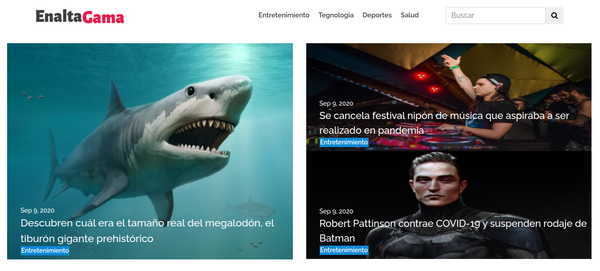 EnaltaGama
Entretenimiento Tegnologia Deportes Salud
Buscar
Sep 9, 2020
Descubren cuál era el tamaño real del megalodón, el
tiburón gigante prehistórico
Entretenimiento
Sep 9, 2020
Se cancela festival nipón de música que aspiraba a ser
realizado en pandemia
Entretenimiento
Sep 9, 2020
Robert Pattinson contrae COVID-19 y suspenden rodaje de
Batman
Entretenimiento